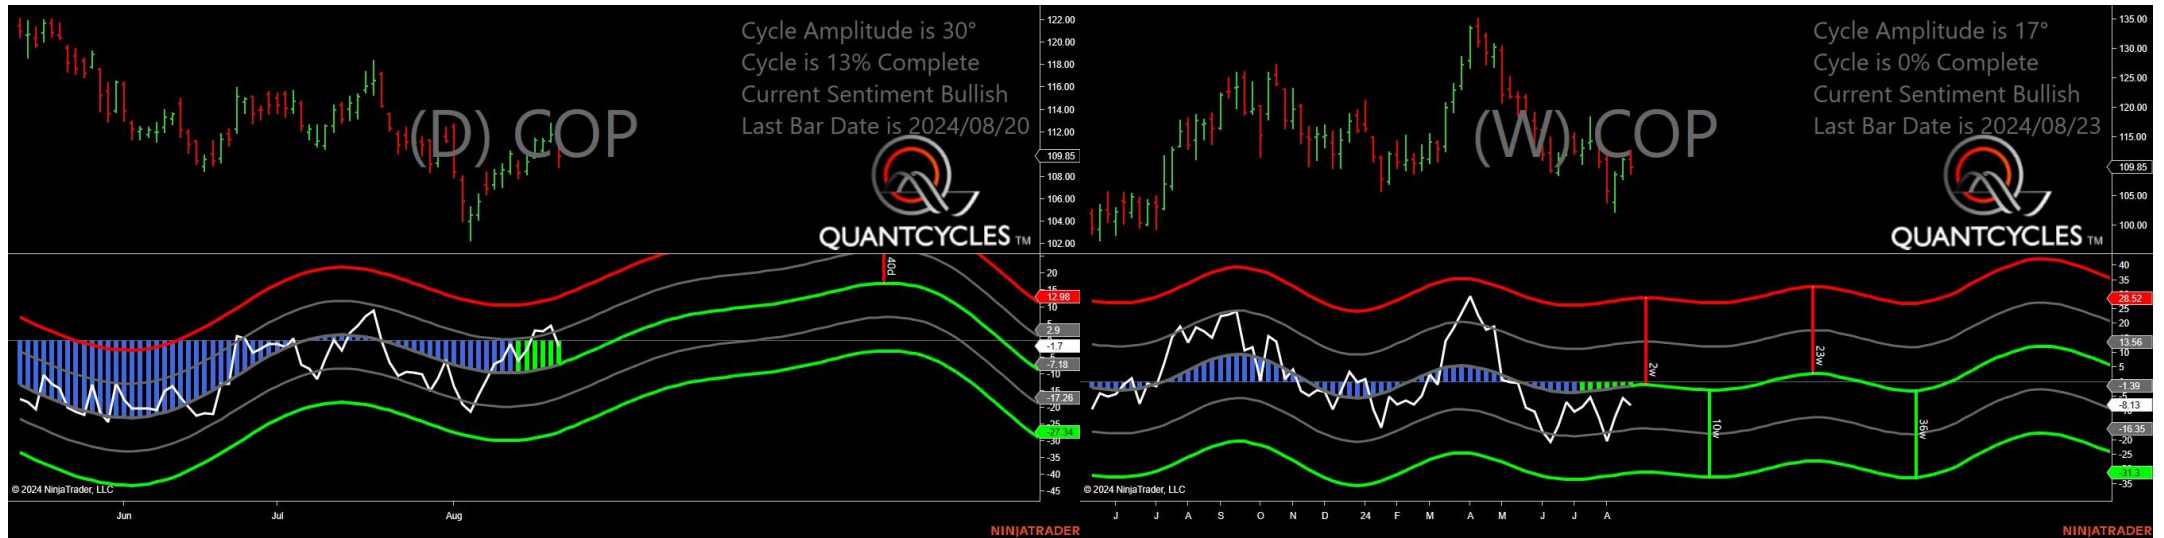 Cycle Amplitude is 30°
Cycle is 13% Complete
Current Sentiment Bullish
Last Bar Date is 2024/08/20
(D) COP
QUANTCYCLES TM
122.00
120.00
118.00
116.00
114.00
112.00
109.85
108.00
106.00
104.00
102.00
40d
20
15
12.98
10
2.9
-1.7
-7.18
-10
-17.26
-20
-27.34
-30
-35
-40
-45
© 2024 NinjaTrader, LLC
Jun Jul Aug
NINJATRADER
Cycle Amplitude is 17°
Cycle is 0% Complete
Current Sentiment Bullish
Last Bar Date is 2024/08/23
(W) COP
QUANTCYCLES TM
135.00
130.00
125.00
120.00
115.00
109.85
105.00
100.00
2w
23w
10w
36w
40
35
28.52
25
20
13.56
10
5
-1.39
-8.13
-16.35
-20
-25
-31.3
-35
© 2024 NinjaTrader, LLC
J J A S O N D 24 F M A M J J A
NINJATRADER